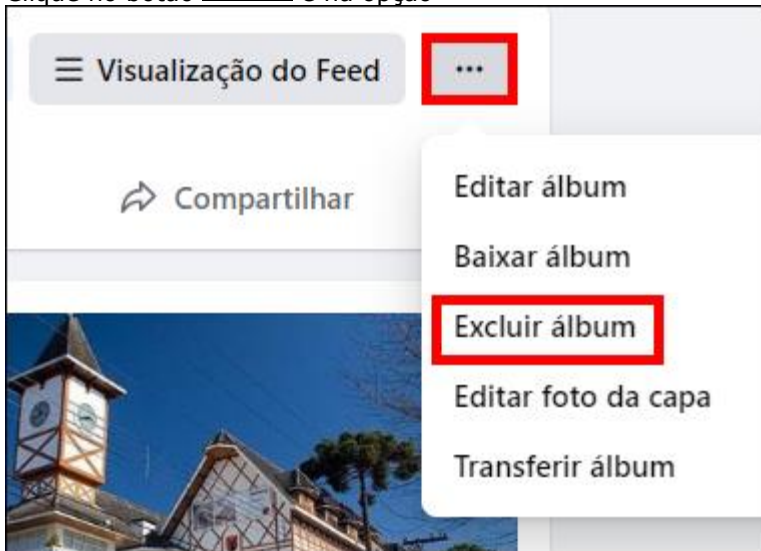 ☰ Visualização do Feed ...
Compartilhar
Editar álbum
Baixar álbum
Excluir álbum
Editar foto da capa
Transferir álbum